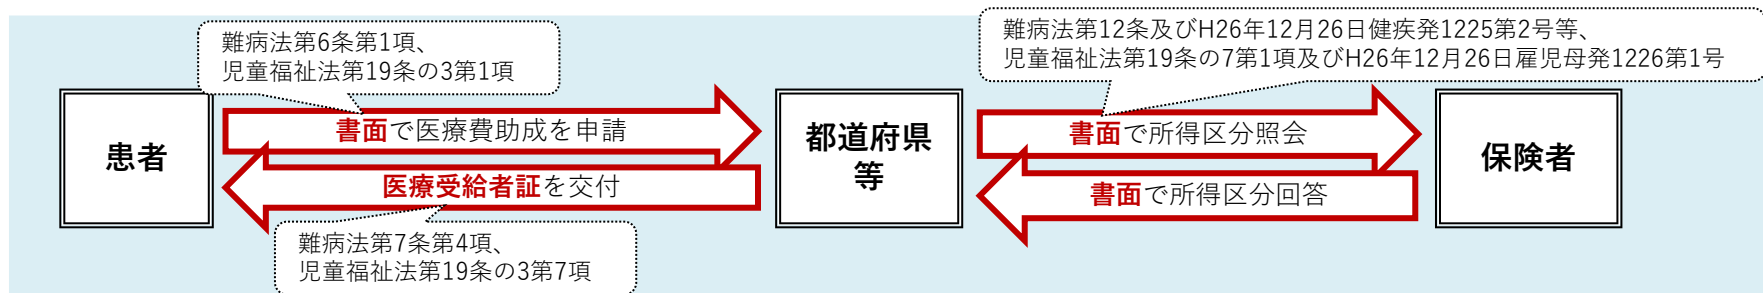 難病法第6条第1項、
児童福祉法第19条の3第1項
難病法第12条及びH26年12月26日健疾発1225第2号等、
児童福祉法第19条の7第1項及びH26年12月26日雇児母発1226第1号
患者
書面で医療費助成を申請
医療受給者証を交付
都道府県
等
書面で所得区分照会
書面で所得区分回答
保険者
難病法第7条第4項、
児童福祉法第19条の3第7項